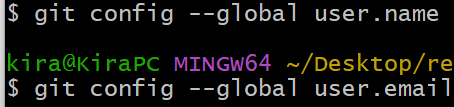 $ git config --global user.name
kira@KiraPC MINGW64 ~/Desktop/re
$ git config --global user.email